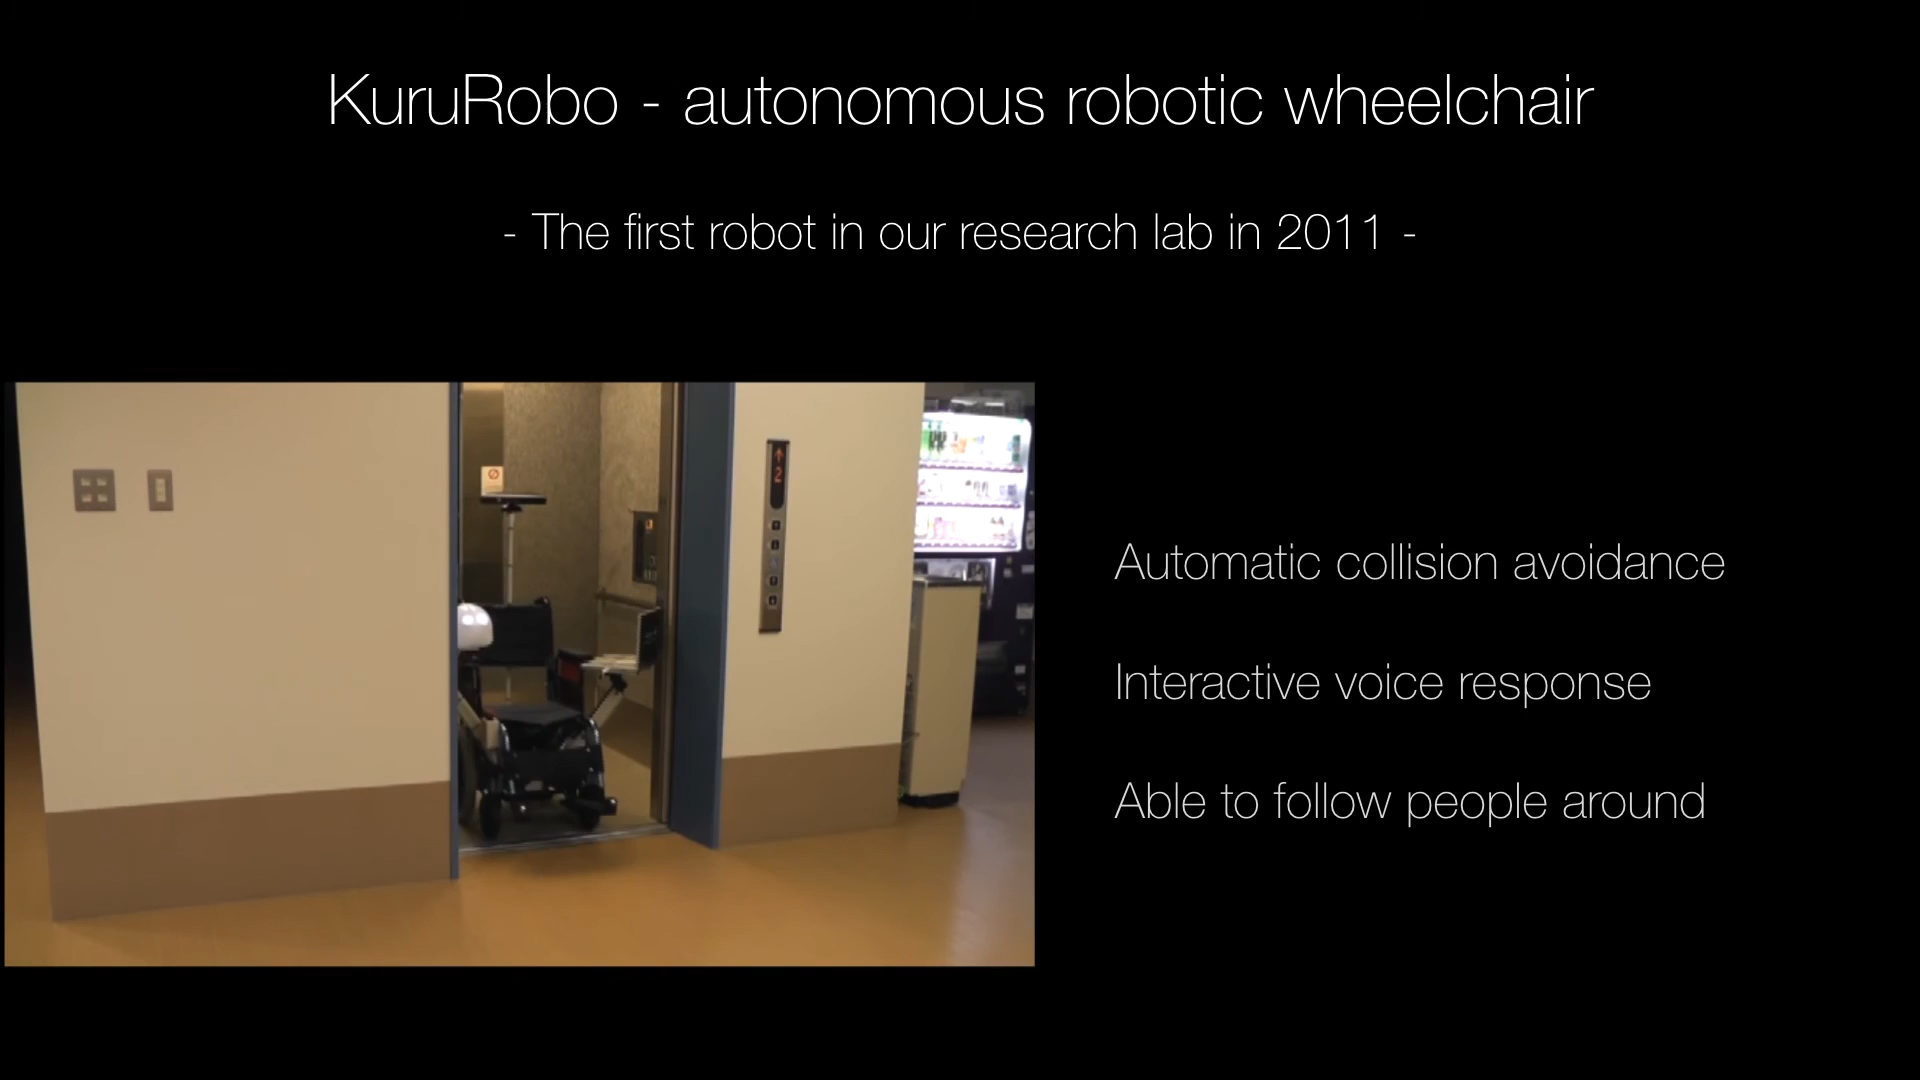 KuruRobo - autonomous robotic wheelchair
- The first robot in our research lab in 2011 -
2
Automatic collision avoidance
Interactive voice response
Able to follow people around